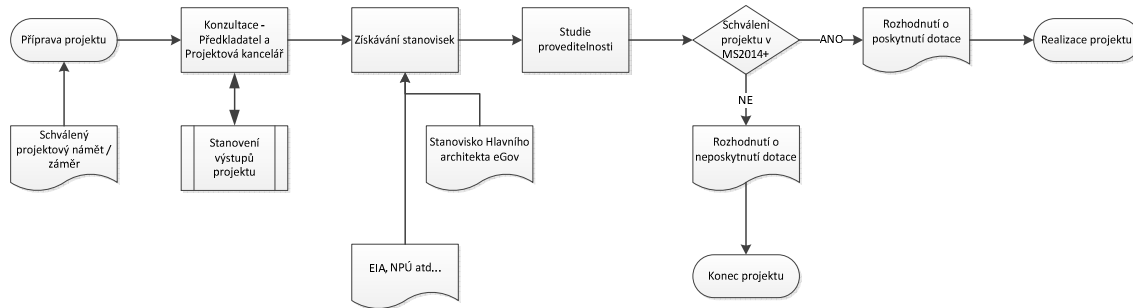 Příprava projektu
Konzultace -
Předkladatel a
Projektová kancelář
Získávání stanovisek
Studie
proveditelnosti
Schválení
projektu v
MS2014+
ANO
Rozhodnutí o
poskytnutí dotace
Realizace projektu
NE
Schválený
projektový námět /
záměr
Stanovení
výstupů
projektu
Stanovisko Hlavního
architekta eGov
Rozhodnutí o
neposkytnutí dotace
EIA, NPÚ atd...
Konec projektu